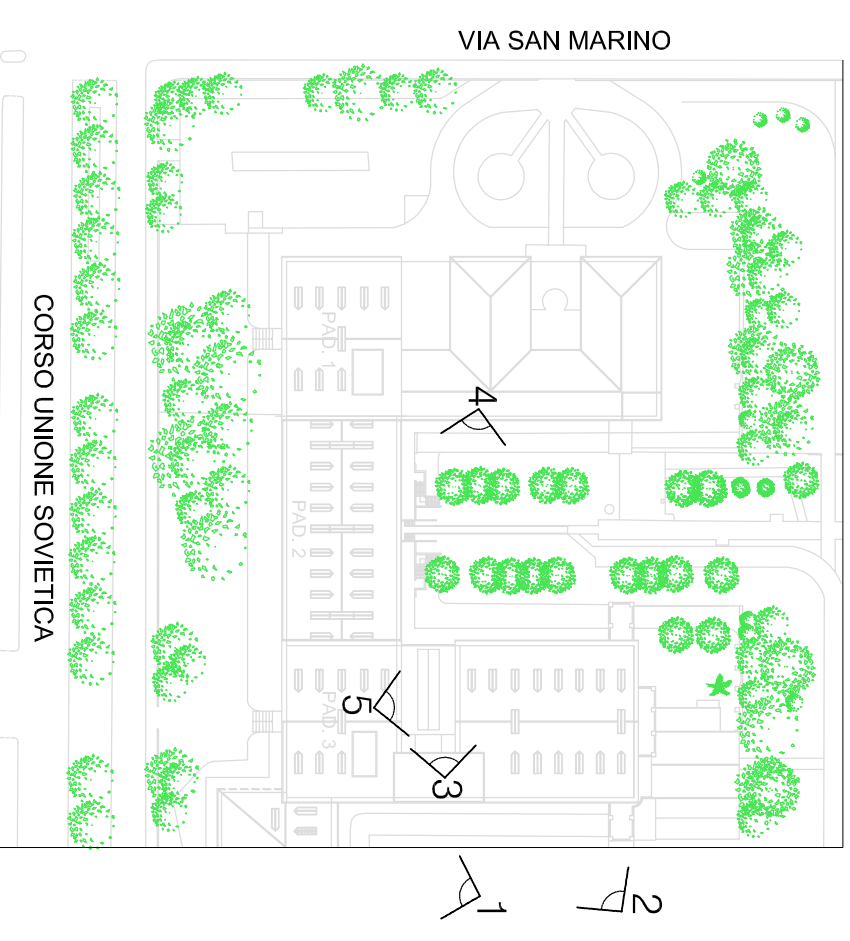 VIA SAN MARINO
CORSO UNIONE SOVIETICA
PAD. 1
4
PAD. 2
PAD. 3
5
3
1
2